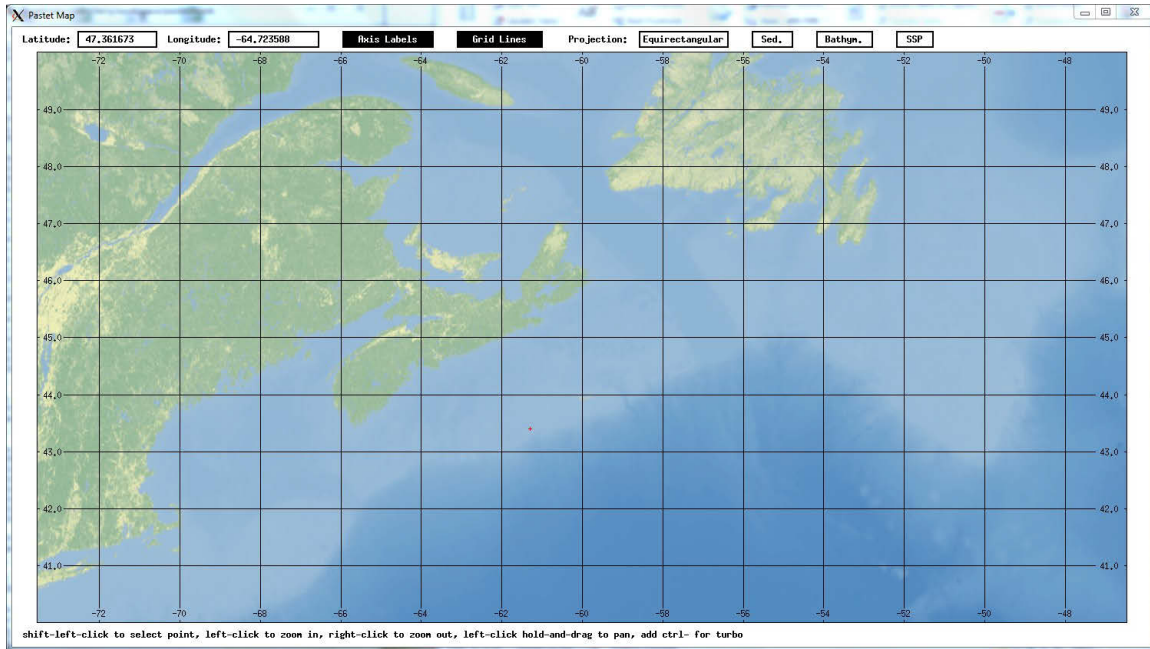 Pastet Map
Latitude: 47.361673 Longitude: -64.723588 Axis Labels Grid Lines Projection: Equirectangular Sed. Bathym. SSP
-72 -70 -68 -66 -64 -62 -60 -58 -56 -54 -52 -50 -48
49.0 49.0
48.0 48.0
47.0 47.0
46.0 46.0
45.0 45.0
44.0 44.0
43.0 43.0
42.0 42.0
41.0 41.0
-72 -70 -68 -66 -64 -62 -60 -58 -56 -54 -52 -50 -48
shift-left-click to select point, left-click to zoom in, right-click to zoom out, left-click hold-and-drag to pan, add ctrl- for turbo